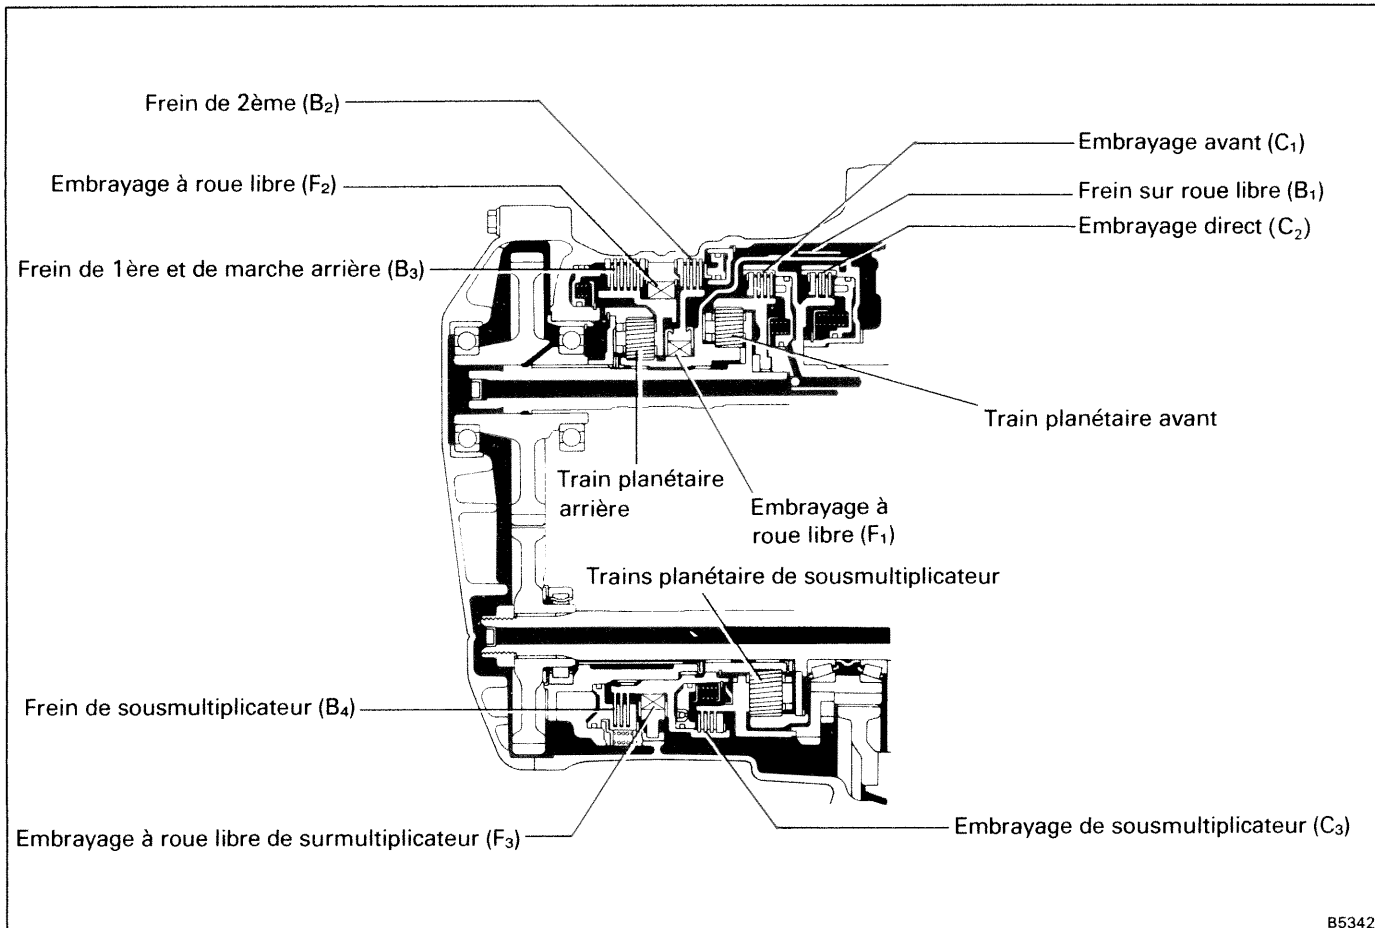 Frein de 2ème (B₂)
Embrayage avant (C₁)
Embrayage à roue libre (F₂)
Frein sur roue libre (B₁)
Embrayage direct (C₂)
Frein de 1ère et de marche arrière (B₃)
Train planétaire avant
Train planétaire
arrière
Embrayage à
roue libre (F₁)
Trains planétaire de sousmultiplicateur
Frein de sousmultiplicateur (B₄)
Embrayage à roue libre de surmultiplicateur (F₃)
Embrayage de sousmultiplicateur (C₃)
B5342